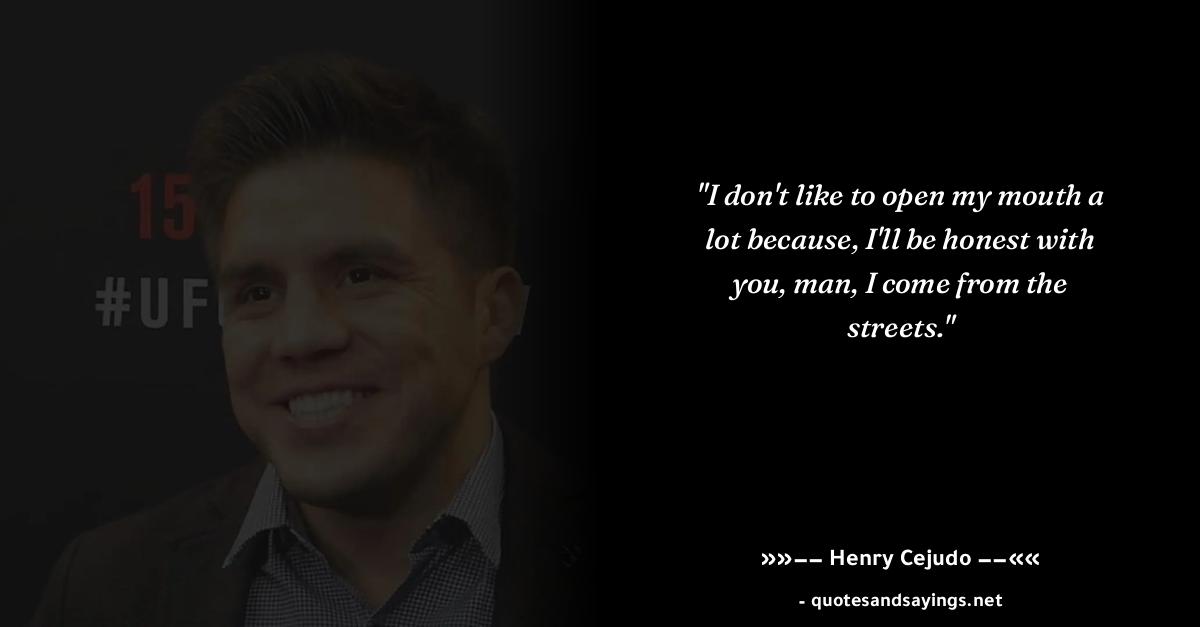 15
#UF
"I don't like to open my mouth a
lot because, I'll be honest with
you, man, I come from the
streets."
»»–– Henry Cejudo ––««
- quotesandsayings.net